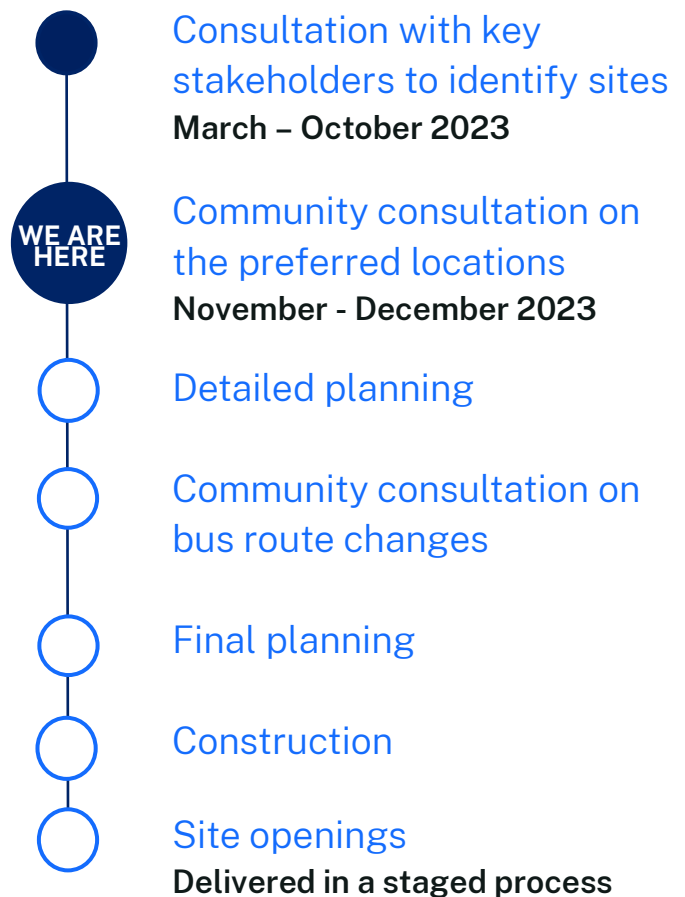 Consultation with key
stakeholders to identify sites
March – October 2023
WE ARE
HERE
Community consultation on
the preferred locations
November - December 2023
Detailed planning
Community consultation on
bus route changes
Final planning
Construction
Site openings
Delivered in a staged process